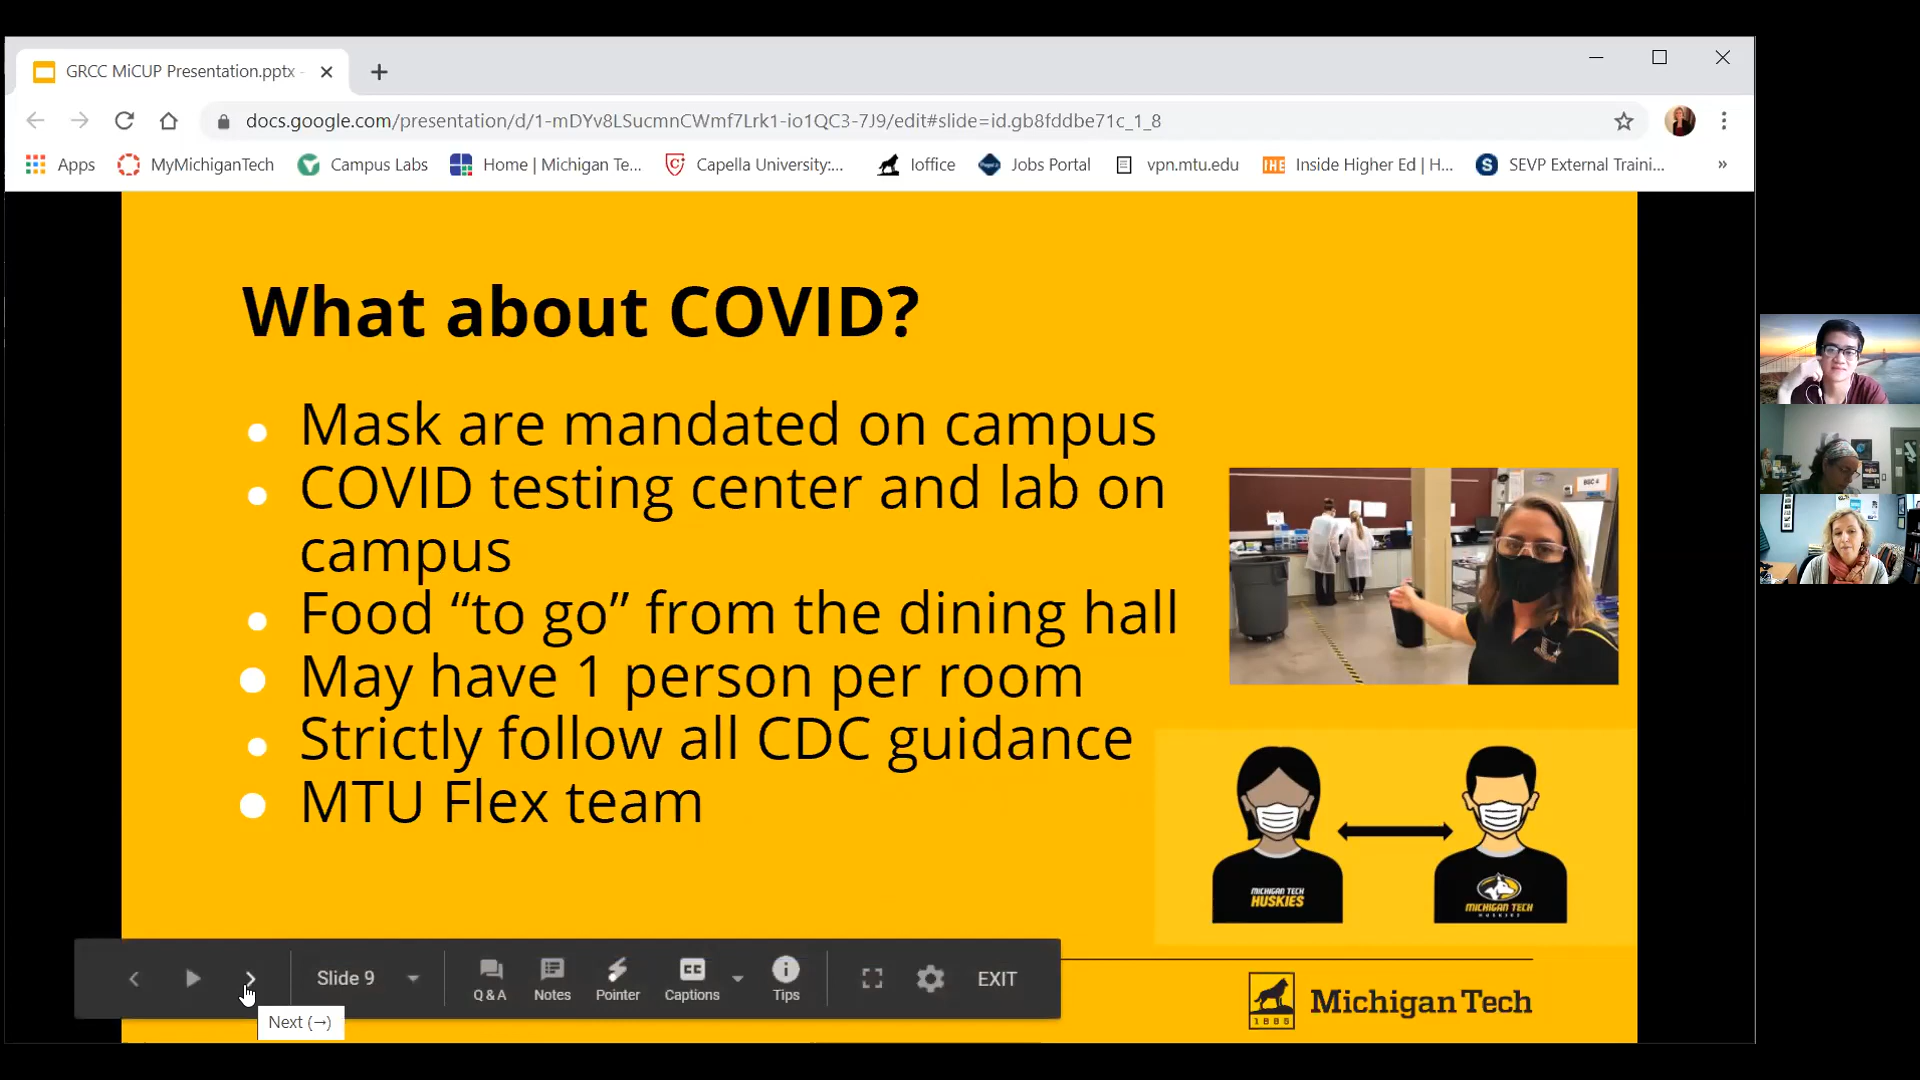 GRCC MiCUP Presentation.pptx -
docs.google.com/presentation/d/1-mDYv8LSucmnCWmf7Lrk1-io1QC3-7J9/edit#slide=id.gb8fddbe71c_1_8
Apps MyMichiganTech Campus Labs Home | Michigan Te... Capella University:... Ioffice Jobs Portal vpn.mtu.edu IHE Inside Higher Ed | H... S SEVP External Traini... »
What about COVID?
Mask are mandated on campus
COVID testing center and lab on
campus
Food “to go” from the dining hall
May have 1 person per room
Strictly follow all CDC guidance
MTU Flex team
MICHIGAN TECH
HUSKIES
MICHIGAN TECH
HUSKIES
Slide 9
Q & A Notes Pointer CC Captions Tips EXIT
Next (→)
1885
Michigan Tech